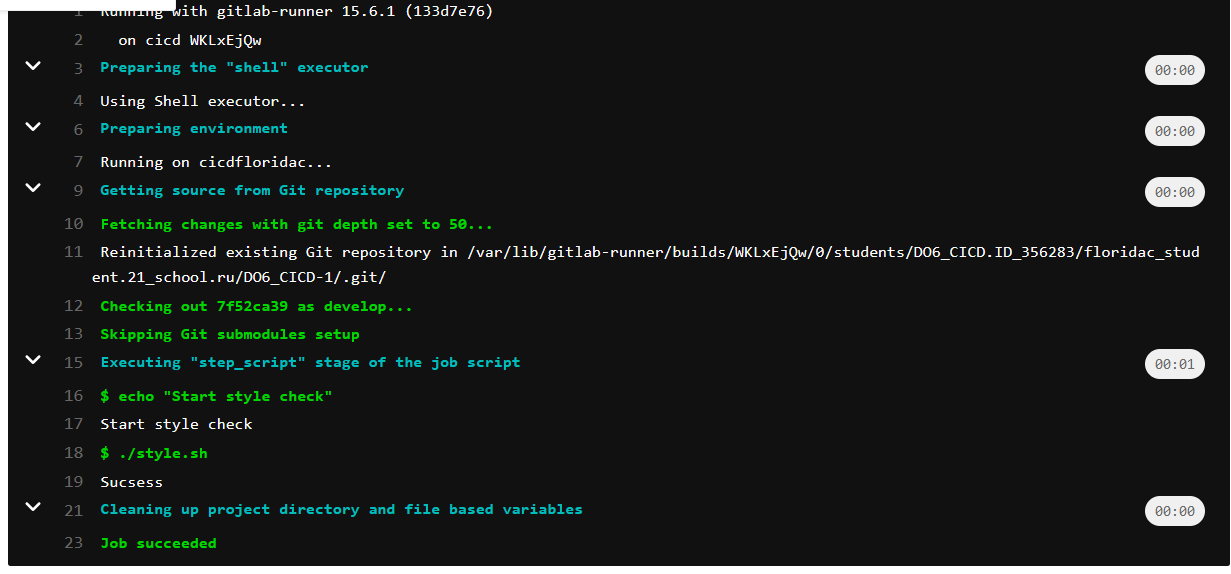 1 Running with gitlab-runner 15.6.1 (133d7e76)
2 on cicd WKLxEjQw
3 Preparing the "shell" executor 00:00
4 Using Shell executor...
6 Preparing environment 00:00
7 Running on cicdfloridac...
9 Getting source from Git repository 00:00
10 Fetching changes with git depth set to 50...
11 Reinitialized existing Git repository in /var/lib/gitlab-runner/builds/WKLxEjQw/0/students/DO6_CICD.ID_356283/floridac_stud
ent.21_school.ru/DO6_CICD-1/.git/
12 Checking out 7f52ca39 as develop...
13 Skipping Git submodules setup
15 Executing "step_script" stage of the job script 00:01
16 $ echo "Start style check"
17 Start style check
18 $ ./style.sh
19 Sucsess
21 Cleaning up project directory and file based variables 00:00
23 Job succeeded